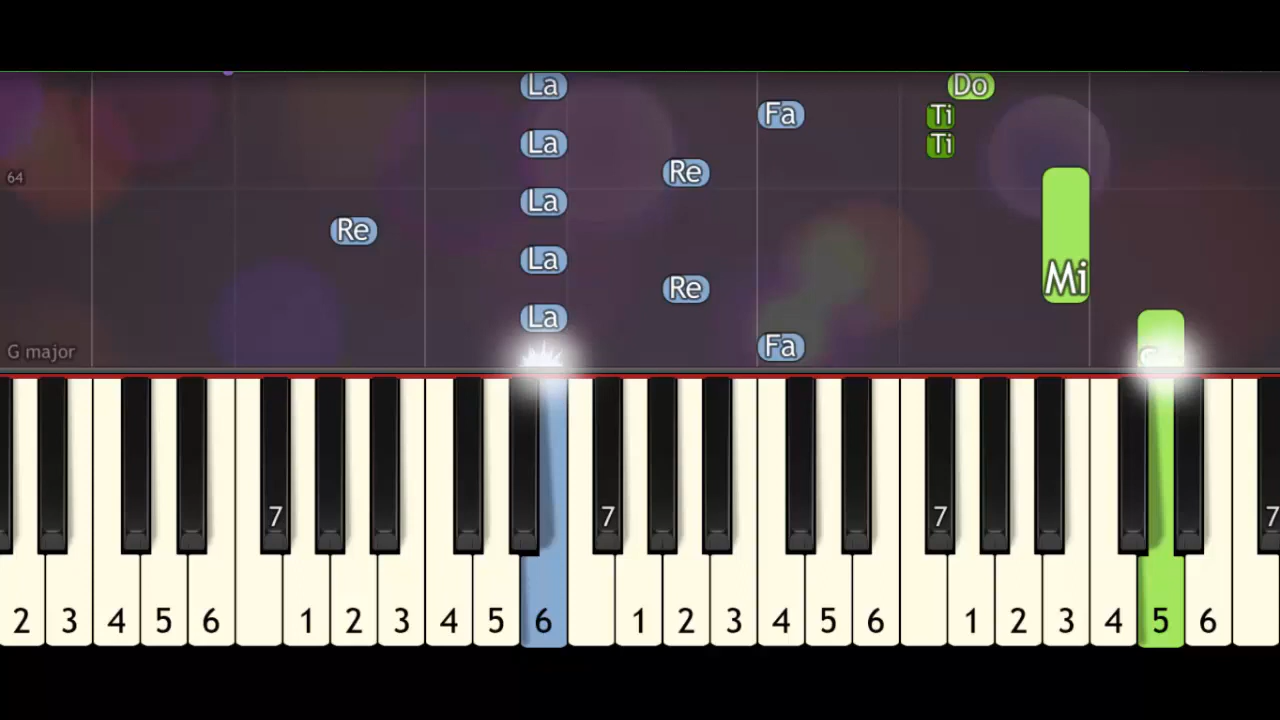 La Do
Fa Ti
La Ti
Re
64
La
Re
La Mi
Re
La
G major Fa
7 7 7 7
2 3 4 5 6 1 2 3 4 5 6 1 2 3 4 5 6 1 2 3 4 5 6